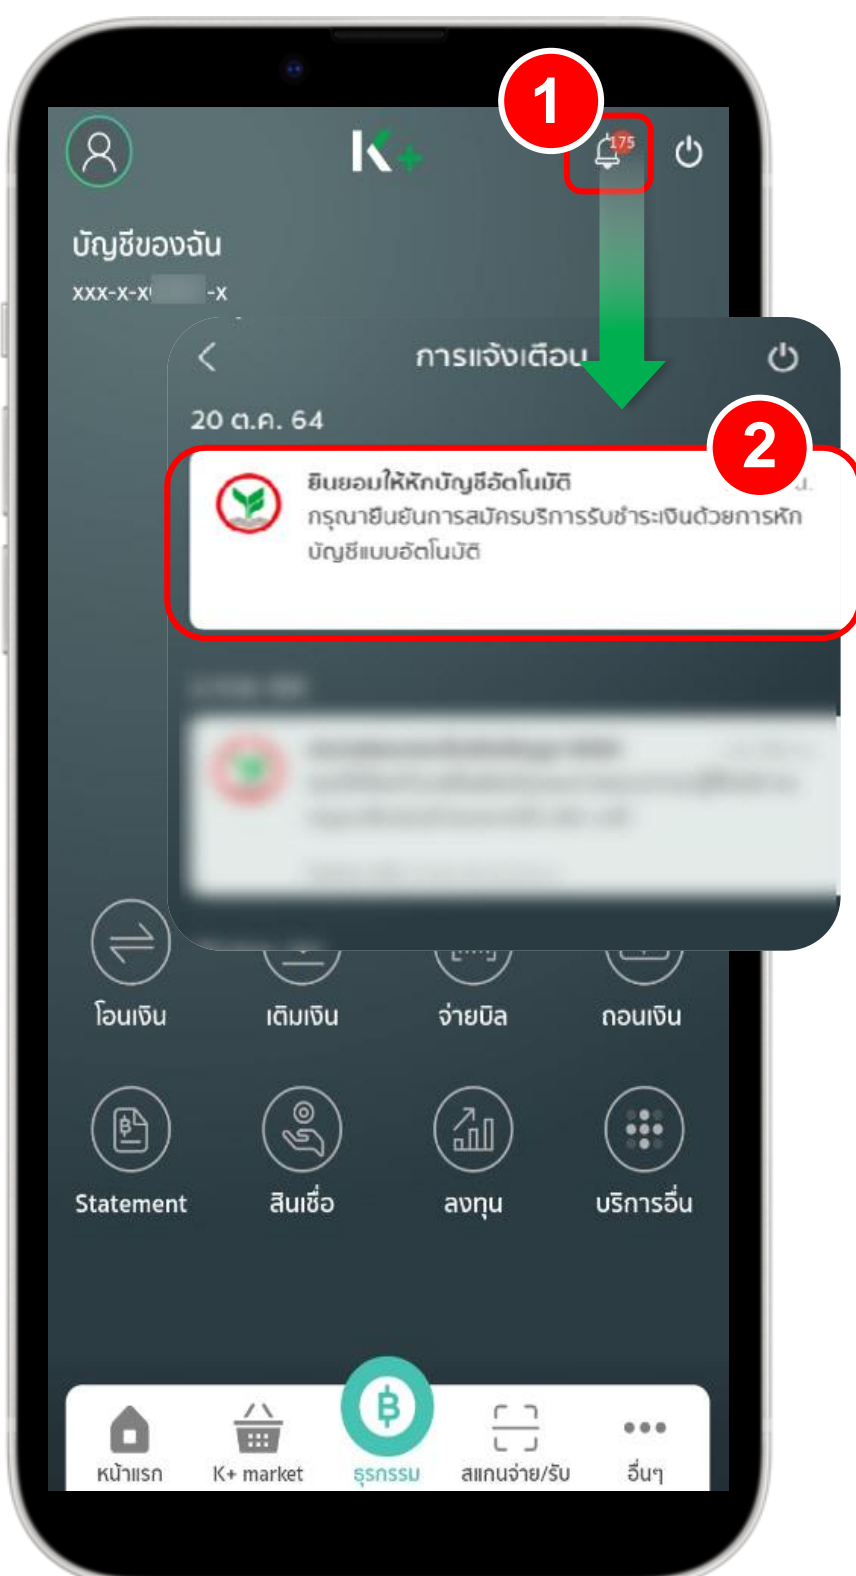 1
K+
175
บัญชีของฉัน
xxx-x-x -x
การแจ้งเตือน
20 ต.ค. 64
2
ยินยอมให้หักบัญชีอัตโนมัติ
น.
กรุณายืนยันการสมัครบริการรับชำระเงินด้วยการหัก
บัญชีแบบอัตโนมัติ
โอนเงิน
เติมเงิน
จ่ายบิล
ถอนเงิน
Statement
สินเชื่อ
ลงทุน
บริการอื่น
หน้าแรก
K+ market
ธุรกรรม
สแกนจ่าย/รับ
อื่นๆ